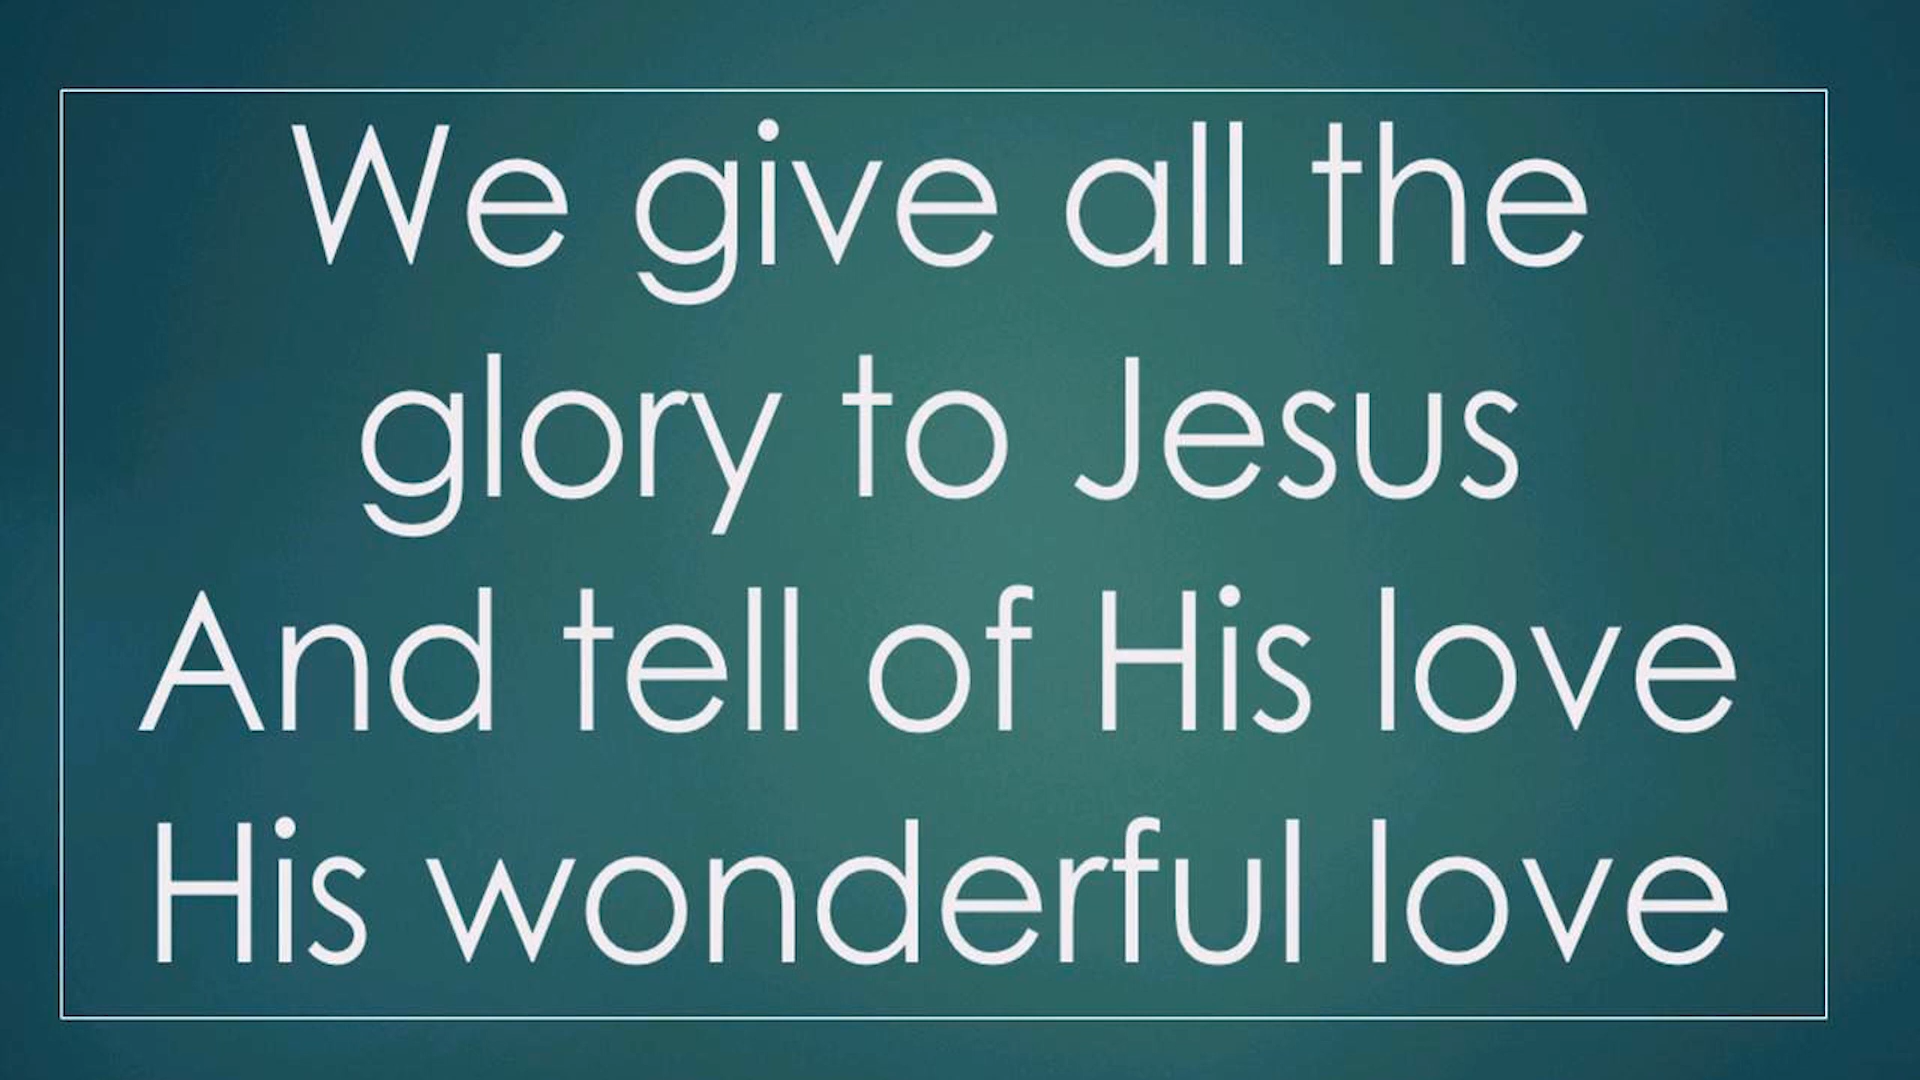 We give all the
glory to Jesus
And tell of His love
His wonderful love